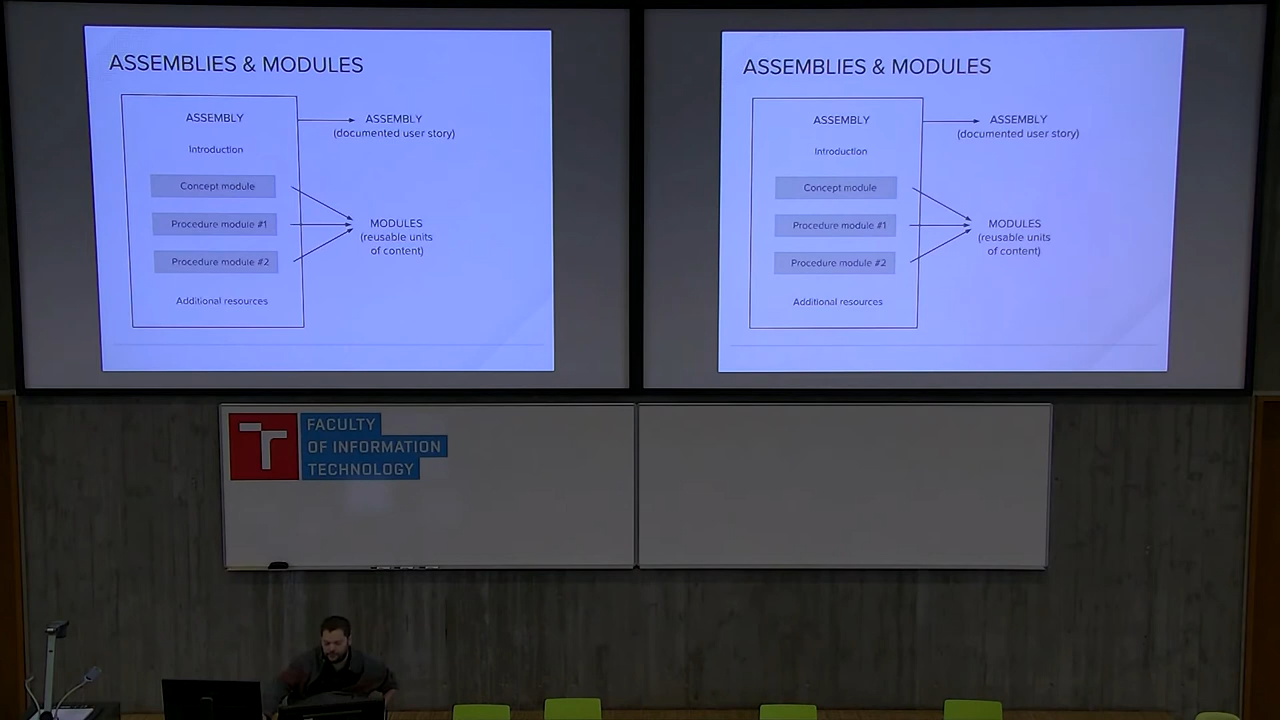 ASSEMBLIES & MODULES
ASSEMBLY
Introduction
Concept module
Procedure module #1
Procedure module #2
Additional resources
ASSEMBLY
(documented user story)
MODULES
(reusable units
of content)
ASSEMBLIES & MODULES
ASSEMBLY
Introduction
Concept module
Procedure module #1
Procedure module #2
Additional resources
ASSEMBLY
(documented user story)
MODULES
(reusable units
of content)
FACULTY
OF INFORMATION
TECHNOLOGY